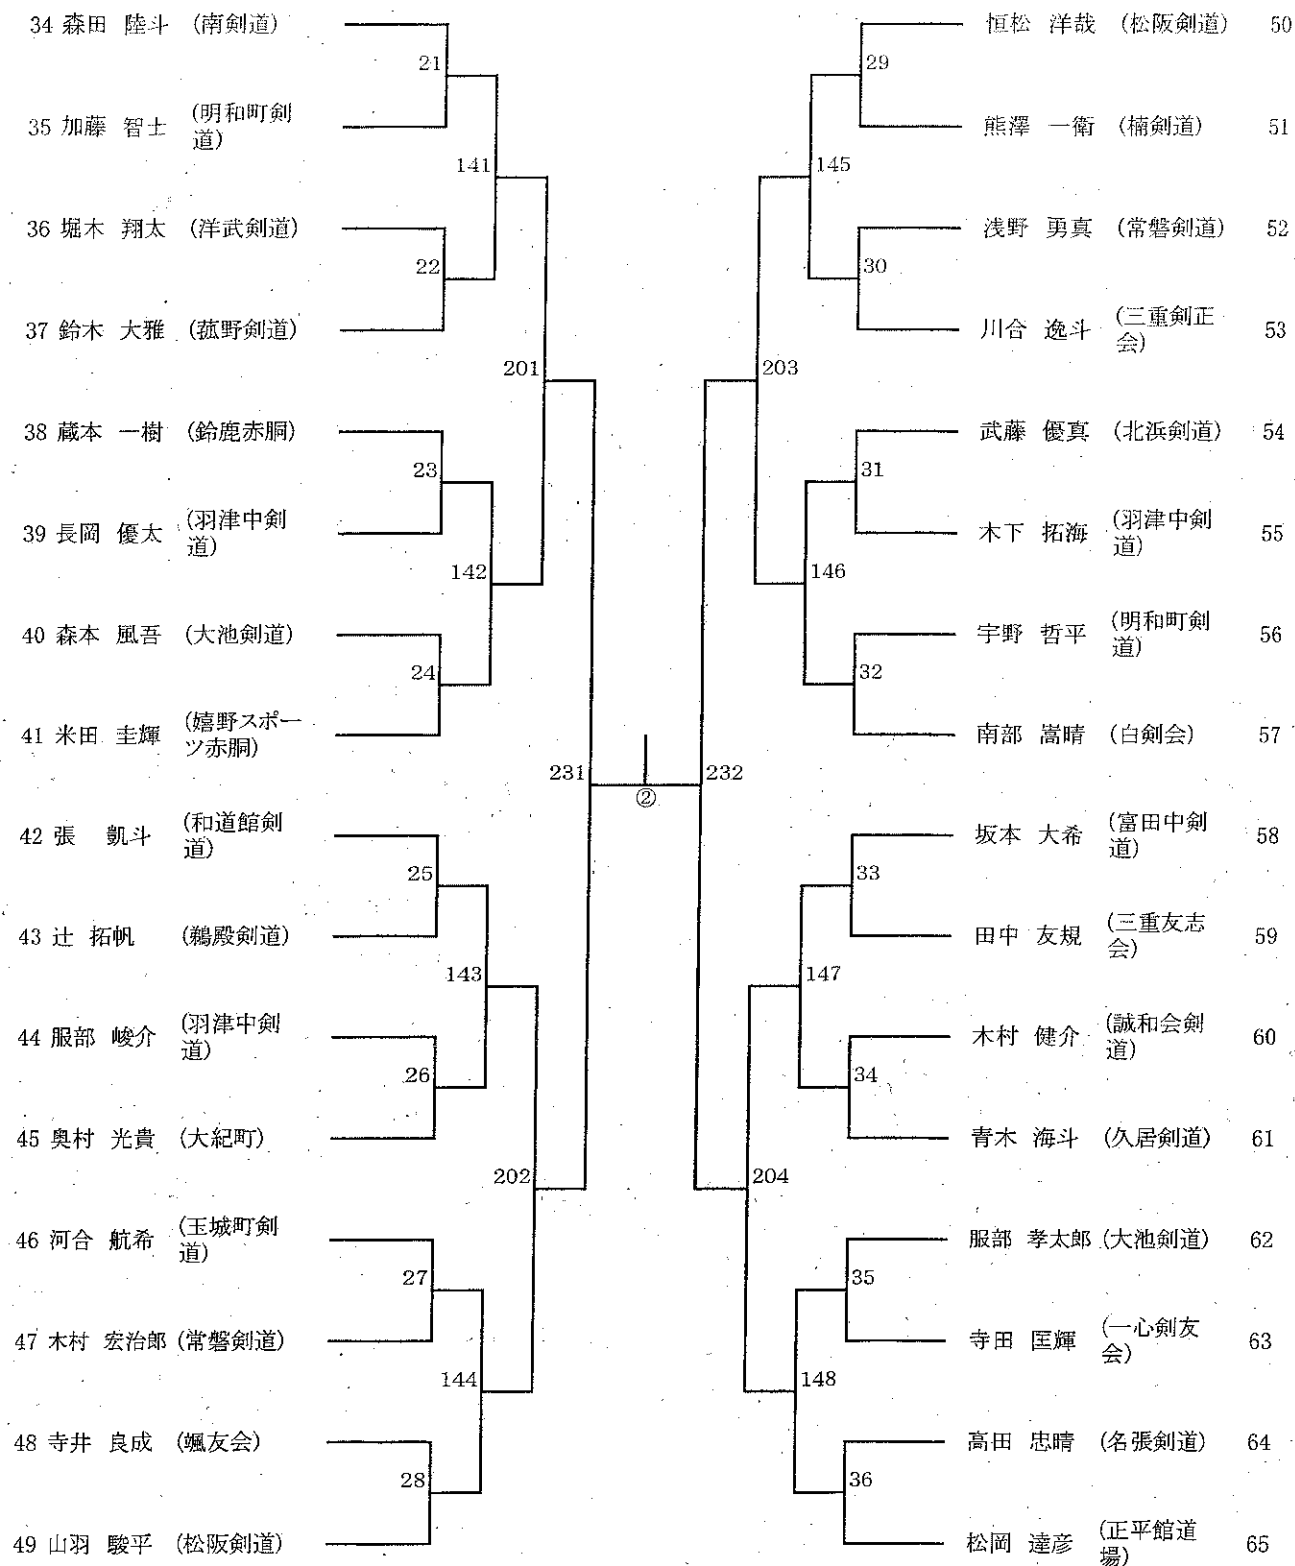 34 森田 陸斗 (南剣道)
21
35 加藤 智士 (明和町剣
道)
141
36 堀木 翔太 (洋武剣道)
22
37 鈴木 大雅 (菰野剣道)
201
38 蔵本 一樹 (鈴鹿赤胴)
23
39 長岡 優太 (羽津中剣
道)
142
40 森本 風吾 (大池剣道)
24
41 米田 圭輝 (嬉野スポー
ツ赤胴)
231
42 張 凱斗 (和道館剣
道)
25
43 辻 拓帆 (鵜殿剣道)
143
44 服部 峻介 (羽津中剣
道)
26
45 奥村 光貴 (大紀町)
202
46 河合 航希 (玉城町剣
道)
27
47 木村 宏治郎 (常磐剣道)
144
48 寺井 良成 (颯友会)
28
49 山羽 駿平 (松阪剣道)
②
恒松 洋哉 (松阪剣道) 50
29
熊澤 一衛 (楠剣道) 51
145
浅野 勇真 (常磐剣道) 52
30
川合 逸斗 (三重剣正
会) 53
203
武藤 優真 (北浜剣道) 54
31
木下 拓海 (羽津中剣
道) 55
146
宇野 哲平 (明和町剣
道) 56
32
南部 嵩晴 (白剣会) 57
232
坂本 大希 (富田中剣
道) 58
33
田中 友規 (三重友志
会) 59
147
木村 健介 (誠和会剣
道) 60
34
青木 海斗 (久居剣道) 61
204
服部 孝太郎 (大池剣道) 62
35
寺田 匡輝 (一心剣友
会) 63
148
高田 忠晴 (名張剣道) 64
36
松岡 達彦 (正平館道
場) 65